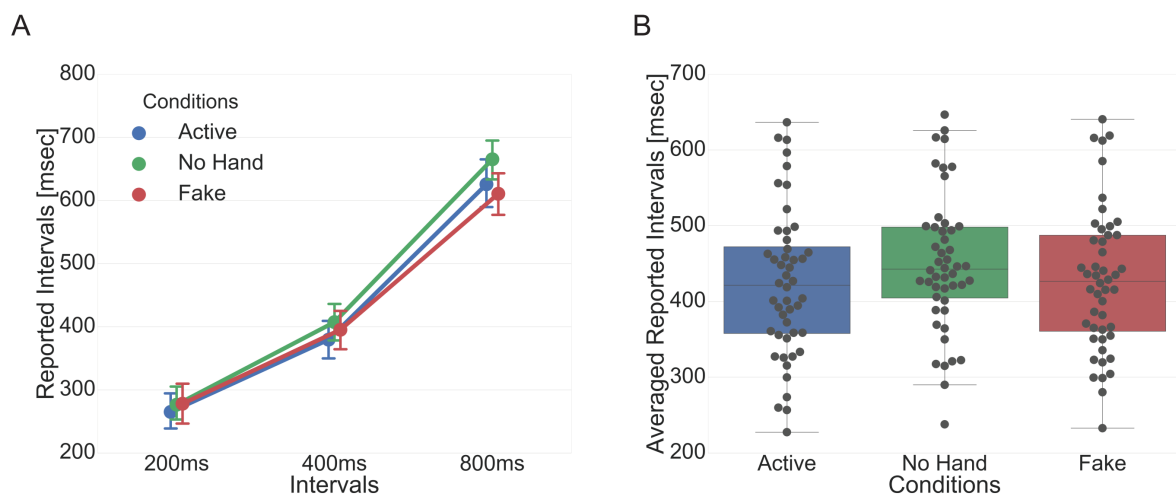 A
Reported Intervals [msec]
800
700
600
500
400
300
200
Conditions
Active
No Hand
Fake
200ms
400ms
800ms
Intervals
B
Averaged Reported Intervals [msec]
700
600
500
400
300
200
Active
No Hand
Fake
Conditions